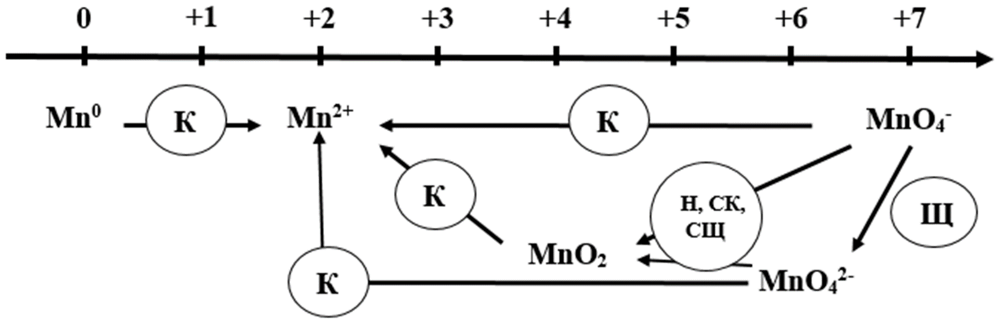 0 +1 +2 +3 +4 +5 +6 +7
Mn⁰ К Mn²⁺ К MnO₄⁻
К Н, СК, Щ
СЩ
MnO₂
К MnO₄²⁻